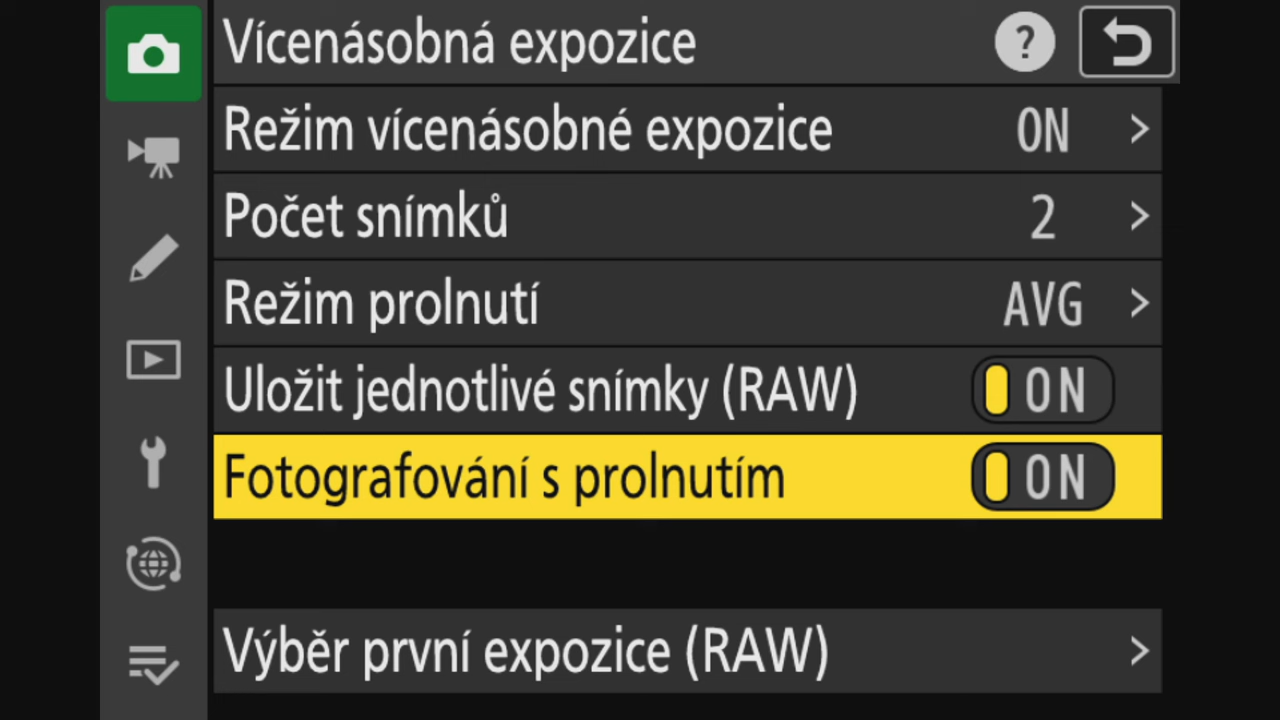 Vícenásobná expozice ?
Režim vícenásobné expozice ON >
Počet snímků 2 >
Režim prolnutí AVG >
Uložit jednotlivé snímky (RAW) ON
Fotografování s prolnutím ON
Výběr první expozice (RAW) >